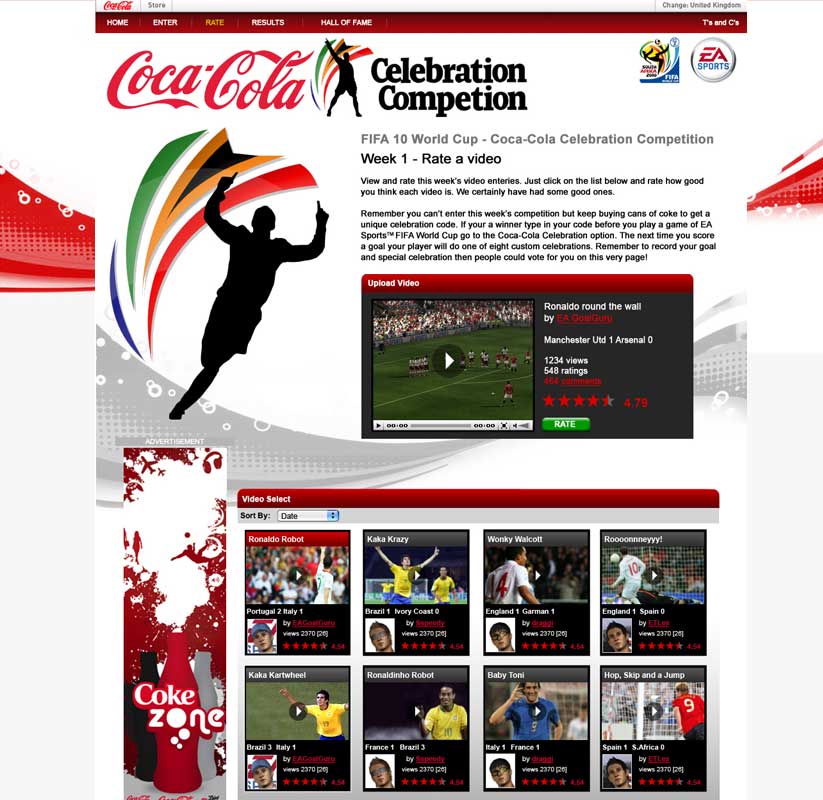 Coca-Cola Store Change: United Kingdom
HOME ENTER RATE RESULTS HALL OF FAME T's and C's
Coca-Cola Celebration
Competion
SOUTH AFRICA 2010 FIFA
EA SPORTS
FIFA 10 World Cup - Coca-Cola Celebration Competition
Week 1 - Rate a video
View and rate this week's video enteries. Just click on the list below and rate how good
you think each video is. We certainly have had some good ones.
Remember you can't enter this week's competition but keep buying cans of coke to get a
unique celebration code. If your a winner type in your code before you play a game of EA
Sports™ FIFA World Cup go to the Coca-Cola Celebration option. The next time you score
a goal your player will do one of eight custom celebrations. Remember to record your goal
and special celebration then people could vote for you on this very page!
Upload Video
Ronaldo round the wall
by EA GoalGuru
Manchester Utd 1 Arsenal 0
1234 views
548 ratings
464 comments
4.79
00:00 00:00
RATE
ADVERTISEMENT
Coke
zone
Video Select
Sort By: Date
Ronaldo Robot Kaka Krazy Wonky Walcott Roooonnneyyy!
4 10
Portugal 2 Italy 1 Brazil 1 Ivory Coast 0 England 1 Garman 1 England 1 Spain 0
by EAGoalGuru by Speedy by draggi by ETLee
views 2370 [26] views 2370 [26] views 2370 [26] views 2370 [26]
4.54 4.54 4.54 4.54
Kaka Kartwheel Ronaldinho Robot Baby Toni Hop, Skip and a Jump
9
Brazil 3 Italy 1 France 1 Brazil 3 Italy 1 France 1 Spain 1 S.Africa 0
by EAGoalGuru by Speedy by draggi by ETLee
views 2370 [26] views 2370 [26] views 2370 [26] views 2370 [26]
4.54 4.54 4.54 4.54